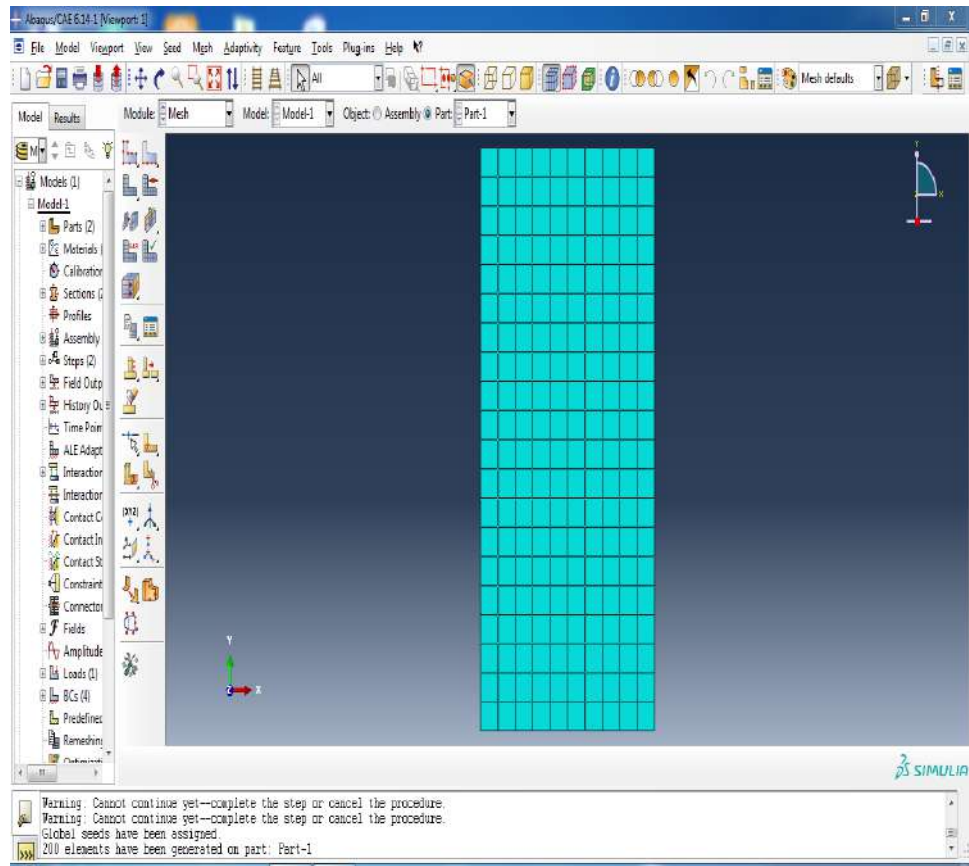 Abaqus/CAE 6.14-1 [Viewport: 1]
File Model Viewport View Seed Mesh Adaptivity Feature Tools Plug-ins Help
All Mesh defaults
Model Results Module: Mesh Model: Model-1 Object: Assembly Part: Part-1
Models (1)
Model-1
Parts (2)
Materials (
Calibration
Sections (2
Profiles
Assembly
Steps (2)
Field Outp
History Ou
Time Poin
ALE Adapt
Interaction
Interaction
Contact C
Contact In
Contact St
Constraint
Connector
Fields
Amplitude
Loads (1)
BCs (4)
Predefined
Remeshing
Optimizati
(XYZ)
Y
X
Z
Y
Z X
SIMULIA
Warning: Cannot continue yet--complete the step or cancel the procedure.
Warning: Cannot continue yet--complete the step or cancel the procedure.
Global seeds have been assigned.
200 elements have been generated on part: Part-1
>>>